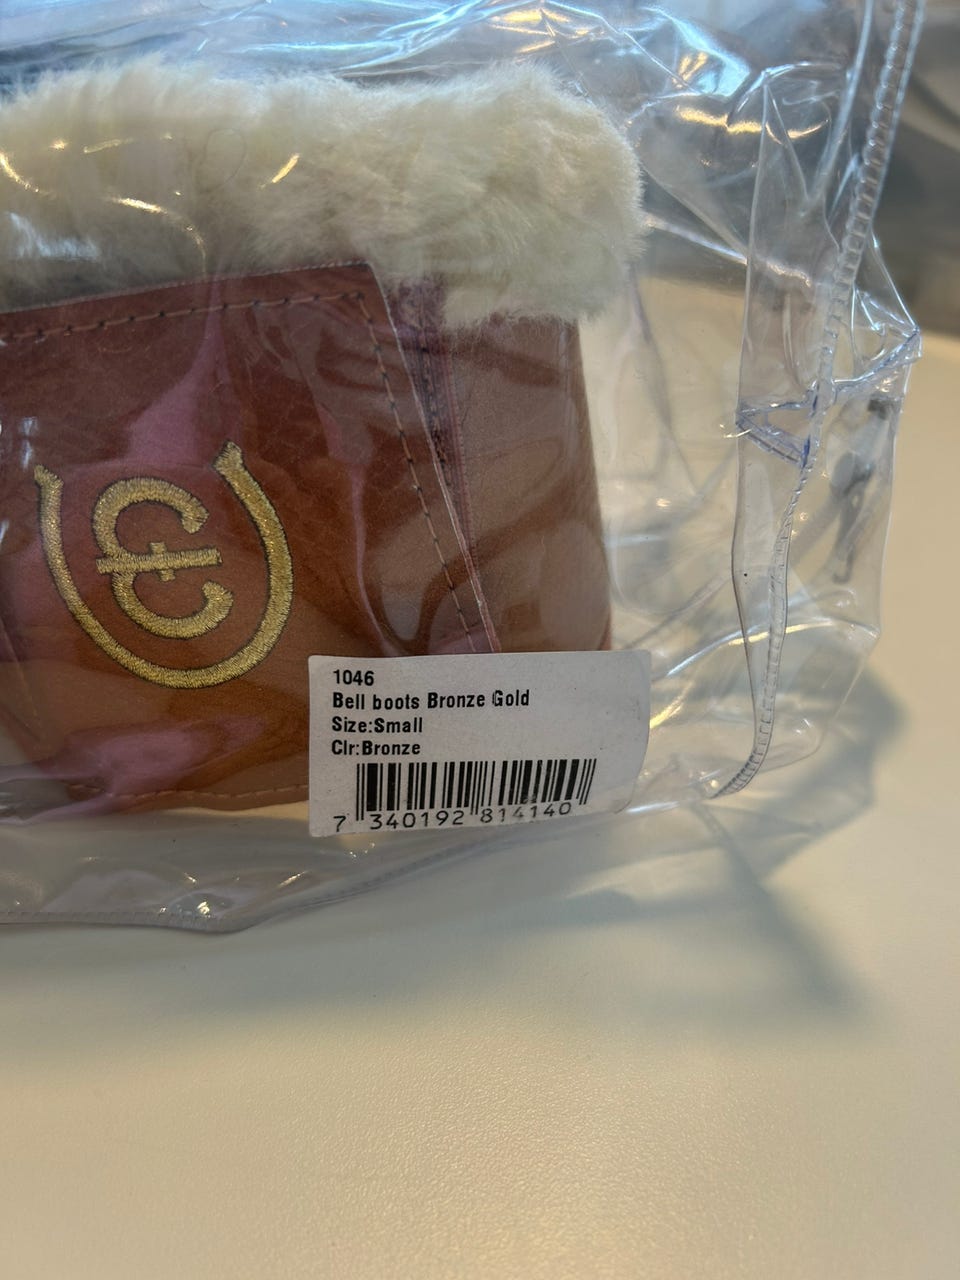 1046
Bell boots Bronze Gold
Size:Small
Clr:Bronze
7 340192 814140